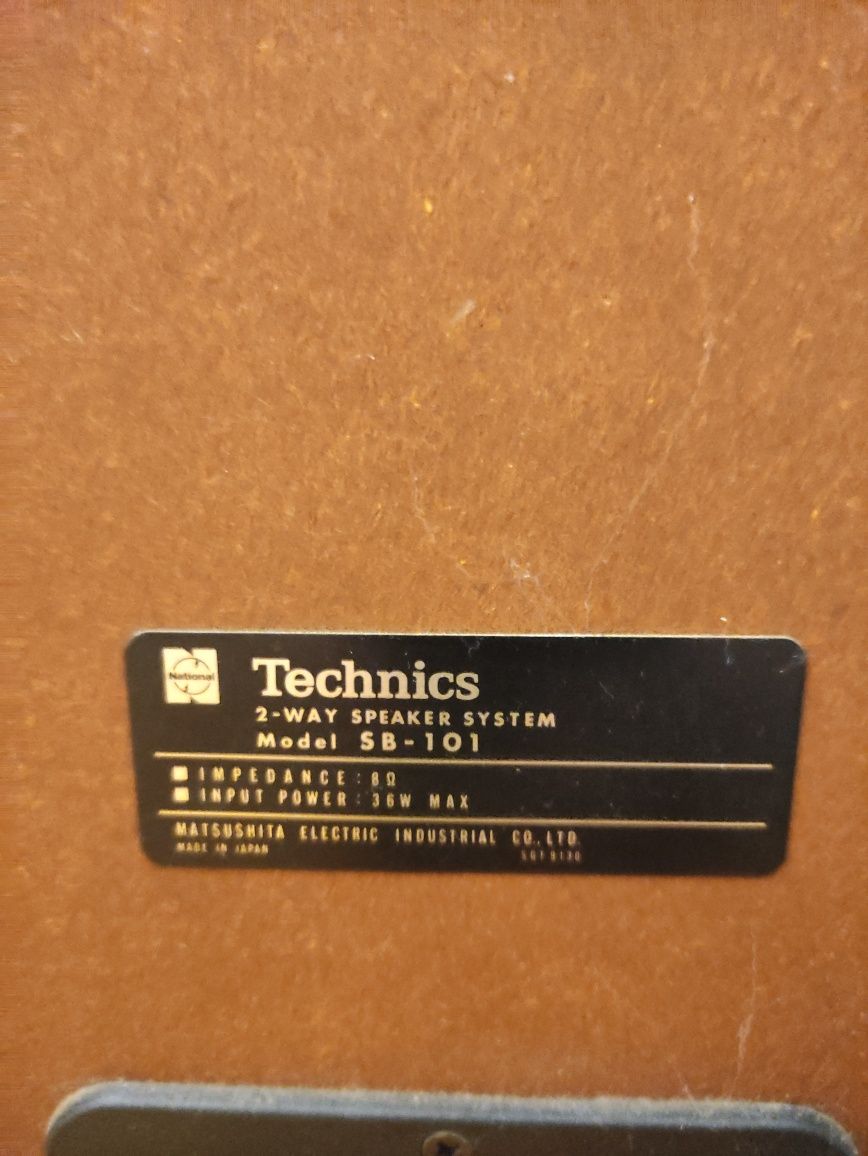 National
Technics
2-WAY SPEAKER SYSTEM
Model SB-101
IMPEDANCE: 8Ω
INPUT POWER: 36W MAX
MATSUSHITA ELECTRIC INDUSTRIAL CO., LTD.
MADE IN JAPAN